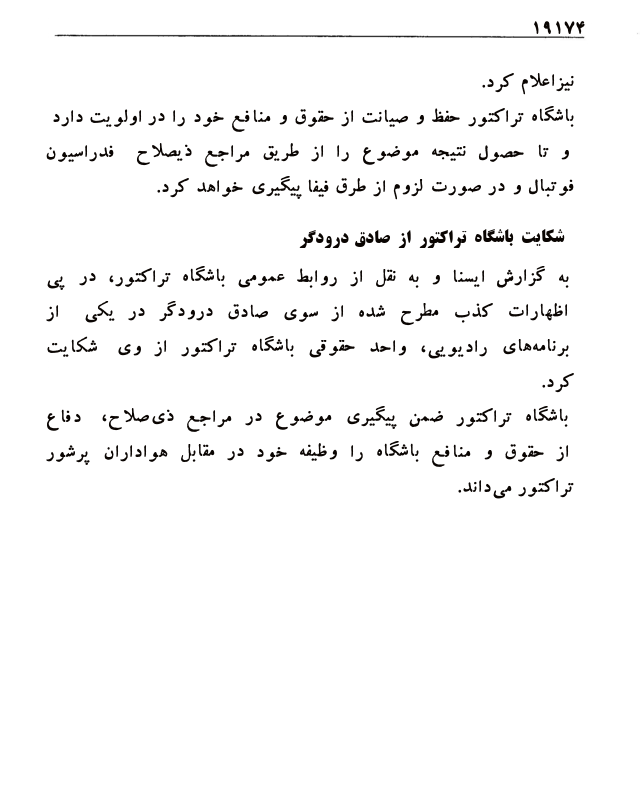 ۱۹۱۷۴
نیزاعلام کرد.
باشگاه تراکتور حفظ و صیانت از حقوق و منافع خود را در اولویت دارد
و تا حصول نتیجه موضوع را از طریق مراجع ذیصلاح فدراسیون
فوتبال و در صورت لزوم از طرق فیفا پیگیری خواهد کرد.
شکایت باشگاه تراکتور از صادق درودگر
به گزارش ایسنا و به نقل از روابط عمومی باشگاه تراکتور، در پی
اظهارات کذب مطرح شده از سوی صادق درودگر در یکی از
برنامه‌های رادیویی، واحد حقوقی باشگاه تراکتور از وی شکایت
کرد.
باشگاه تراکتور ضمن پیگیری موضوع در مراجع ذی‌صلاح، دفاع
از حقوق و منافع باشگاه را وظیفه خود در مقابل هواداران پرشور
تراکتور می‌داند.